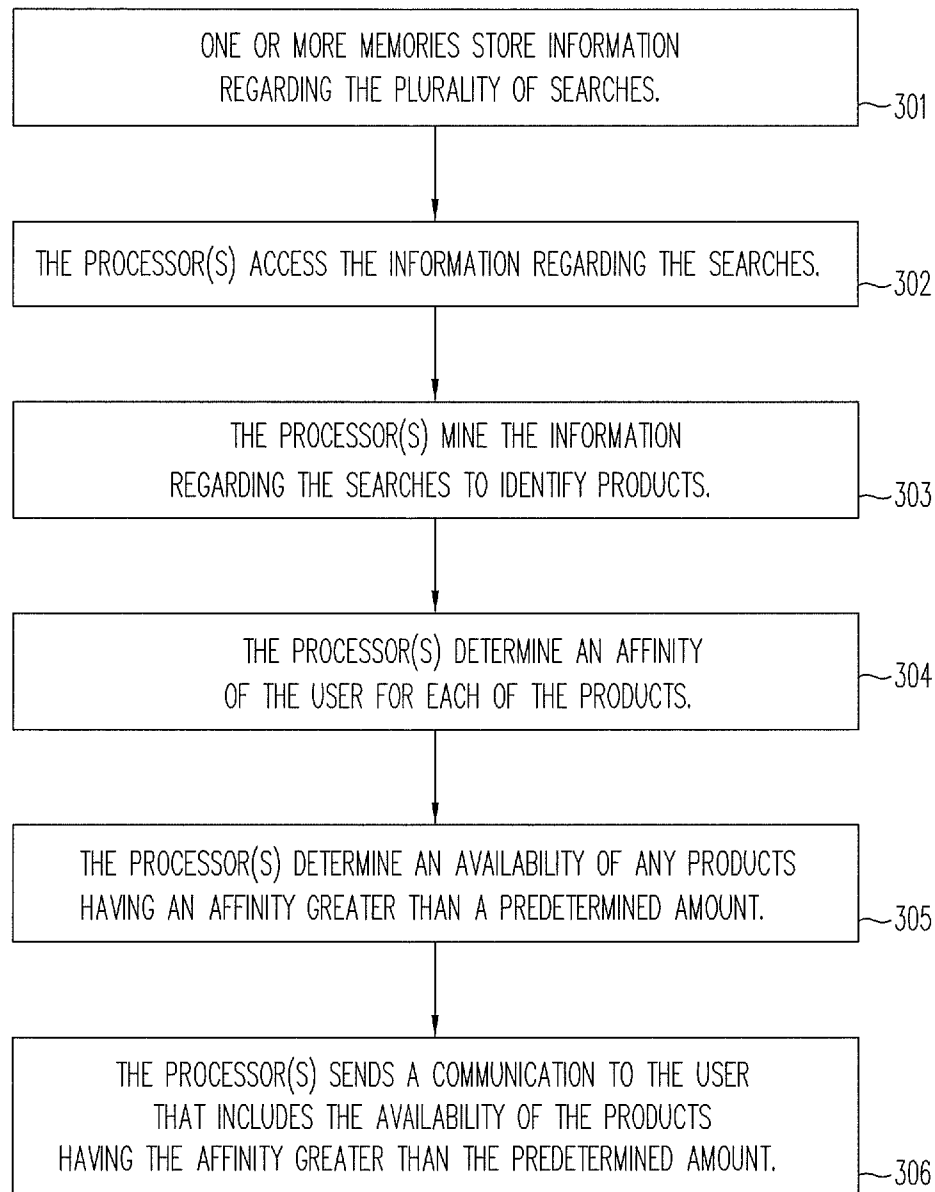 ONE OR MORE MEMORIES STORE INFORMATION
REGARDING THE PLURALITY OF SEARCHES.
301
THE PROCESSOR(S) ACCESS THE INFORMATION REGARDING THE SEARCHES.
302
THE PROCESSOR(S) MINE THE INFORMATION
REGARDING THE SEARCHES TO IDENTIFY PRODUCTS.
303
THE PROCESSOR(S) DETERMINE AN AFFINITY
OF THE USER FOR EACH OF THE PRODUCTS.
304
THE PROCESSOR(S) DETERMINE AN AVAILABILITY OF ANY PRODUCTS
HAVING AN AFFINITY GREATER THAN A PREDETERMINED AMOUNT.
305
THE PROCESSOR(S) SENDS A COMMUNICATION TO THE USER
THAT INCLUDES THE AVAILABILITY OF THE PRODUCTS
HAVING THE AFFINITY GREATER THAN THE PREDETERMINED AMOUNT.
306